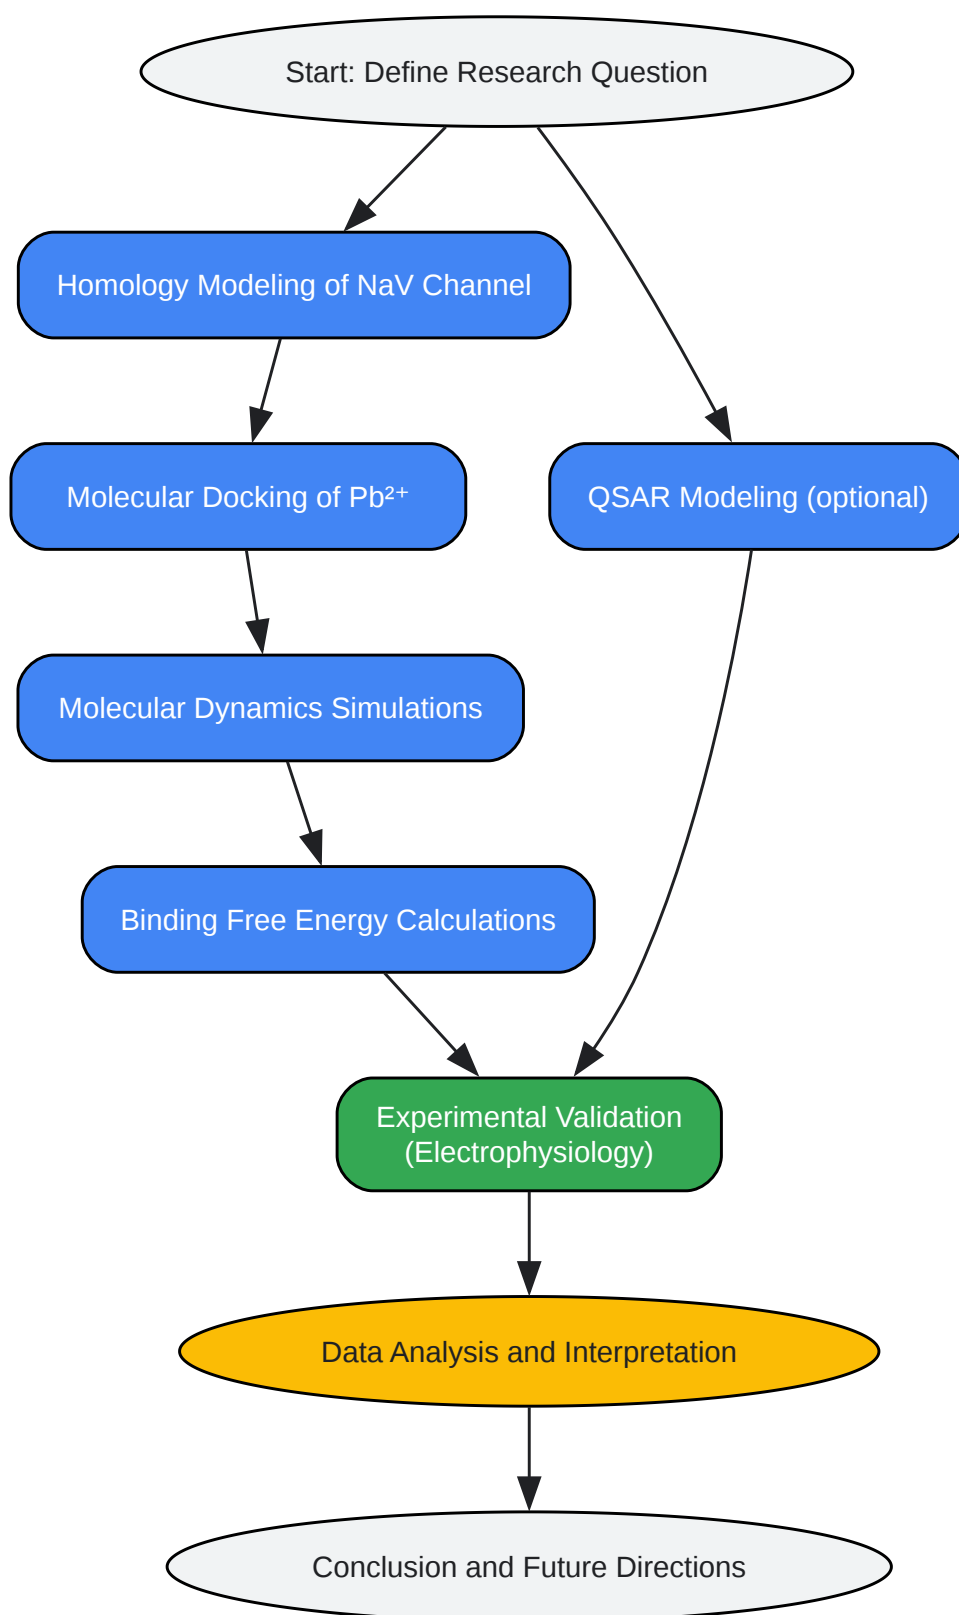 Start: Define Research Question
Homology Modeling of NaV Channel
Molecular Docking of Pb²⁺
QSAR Modeling (optional)
Molecular Dynamics Simulations
Binding Free Energy Calculations
Experimental Validation
(Electrophysiology)
Data Analysis and Interpretation
Conclusion and Future Directions